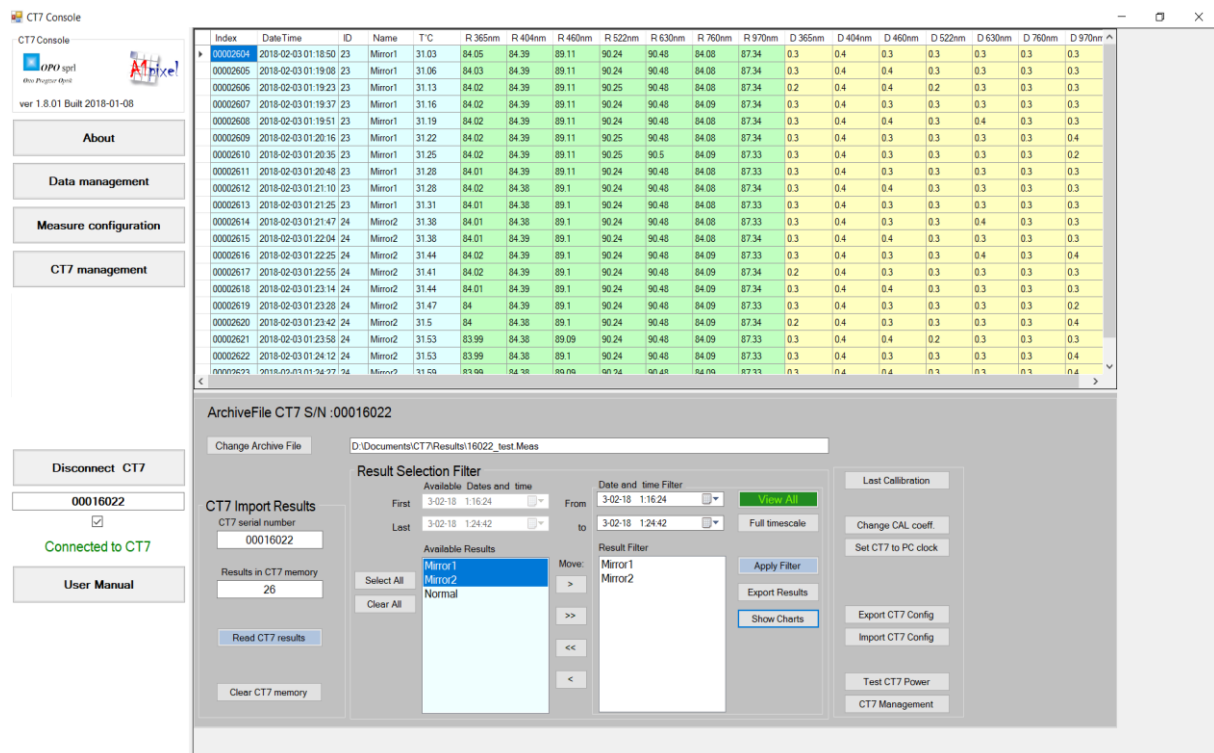 CT7 Console
CT7 Console
OPO sprl
ver 1.8.01 Built 2018-01-08
About
Data management
Measure configuration
CT7 management
Disconnect CT7
00016022
Connected to CT7
User Manual
Index DateTime ID Name T°C R 365nm R 404nm R 460nm R 522nm R 630nm R 760nm R 970nm D 365nm D 404nm D 460nm D 522nm D 630nm D 760nm D 970nm
00002604 2018-02-03 01:18:50 23 Mirror1 31.03 84.05 84.39 89.11 90.24 90.48 84.08 87.34 0.3 0.4 0.3 0.3 0.3 0.3 0.3
00002605 2018-02-03 01:19:08 23 Mirror1 31.06 84.03 84.39 89.11 90.24 90.48 84.08 87.34 0.3 0.4 0.4 0.3 0.3 0.3 0.3
00002606 2018-02-03 01:19:23 23 Mirror1 31.13 84.02 84.39 89.11 90.25 90.48 84.08 87.34 0.2 0.4 0.4 0.2 0.3 0.3 0.3
00002607 2018-02-03 01:19:37 23 Mirror1 31.16 84.02 84.39 89.11 90.24 90.48 84.09 87.34 0.3 0.4 0.3 0.3 0.3 0.3 0.3
00002608 2018-02-03 01:19:51 23 Mirror1 31.19 84.02 84.39 89.11 90.24 90.48 84.08 87.34 0.3 0.4 0.4 0.3 0.4 0.3 0.3
00002609 2018-02-03 01:20:16 23 Mirror1 31.22 84.02 84.39 89.11 90.25 90.48 84.08 87.34 0.3 0.4 0.3 0.3 0.3 0.3 0.4
00002610 2018-02-03 01:20:35 23 Mirror1 31.25 84.02 84.39 89.11 90.25 90.5 84.09 87.33 0.3 0.4 0.3 0.3 0.3 0.3 0.2
00002611 2018-02-03 01:20:48 23 Mirror1 31.28 84.01 84.39 89.11 90.24 90.48 84.08 87.33 0.3 0.4 0.3 0.3 0.3 0.3 0.3
00002612 2018-02-03 01:21:10 23 Mirror1 31.28 84.02 84.38 89.1 90.24 90.48 84.08 87.34 0.3 0.4 0.4 0.3 0.3 0.3 0.3
00002613 2018-02-03 01:21:25 23 Mirror1 31.31 84.01 84.38 89.1 90.24 90.48 84.08 87.33 0.3 0.4 0.3 0.3 0.3 0.3 0.3
00002614 2018-02-03 01:21:47 24 Mirror2 31.38 84.01 84.38 89.1 90.24 90.48 84.08 87.33 0.3 0.4 0.3 0.3 0.4 0.3 0.3
00002615 2018-02-03 01:22:04 24 Mirror2 31.38 84.01 84.39 89.1 90.24 90.48 84.08 87.34 0.3 0.4 0.4 0.3 0.3 0.3 0.3
00002616 2018-02-03 01:22:25 24 Mirror2 31.44 84.02 84.39 89.1 90.24 90.48 84.09 87.33 0.3 0.4 0.3 0.3 0.4 0.3 0.4
00002617 2018-02-03 01:22:55 24 Mirror2 31.41 84.02 84.39 89.1 90.24 90.48 84.08 87.34 0.2 0.4 0.3 0.3 0.3 0.3 0.3
00002618 2018-02-03 01:23:14 24 Mirror2 31.44 84.01 84.39 89.1 90.24 90.48 84.09 87.34 0.3 0.4 0.4 0.3 0.3 0.3 0.3
00002619 2018-02-03 01:23:28 24 Mirror2 31.47 84 84.39 89.1 90.24 90.48 84.09 87.33 0.3 0.4 0.3 0.3 0.3 0.3 0.2
00002620 2018-02-03 01:23:42 24 Mirror2 31.5 84 84.38 89.1 90.24 90.48 84.09 87.34 0.2 0.4 0.3 0.3 0.3 0.3 0.4
00002621 2018-02-03 01:23:58 24 Mirror2 31.53 83.99 84.38 89.09 90.24 90.48 84.09 87.33 0.3 0.4 0.4 0.2 0.3 0.3 0.3
00002622 2018-02-03 01:24:12 24 Mirror2 31.53 83.99 84.38 89.1 90.24 90.48 84.09 87.33 0.3 0.4 0.3 0.3 0.3 0.3 0.4
00002623 2018-02-03 01:24:27 24 Mirror2 31.59 83.99 84.38 89.09 90.24 90.48 84.09 87.33 0.3 0.4 0.4 0.3 0.3 0.3 0.4
ArchiveFile CT7 S/N :00016022
Change Archive File D:\Documents\CT7\Results\16022_test.Meas
CT7 Import Results
CT7 serial number
00016022
Results in CT7 memory
26
Read CT7 results
Clear CT7 memory
Result Selection Filter
Available Dates and time Date and time Filter
First 3-02-18 1:16:24 From 3-02-18 1:16:24 View All
Last 3-02-18 1:24:42 to 3-02-18 1:24:42 Full timescale
Available Results Result Filter
Mirror1
Mirror2
Normal
Select All
Clear All
Move:
>
>>
<<
<
Mirror1
Mirror2
Apply Filter
Export Results
Show Charts
Last Callibration
Change CAL coeff.
Set CT7 to PC clock
Export CT7 Config
Import CT7 Config
Test CT7 Power
CT7 Management